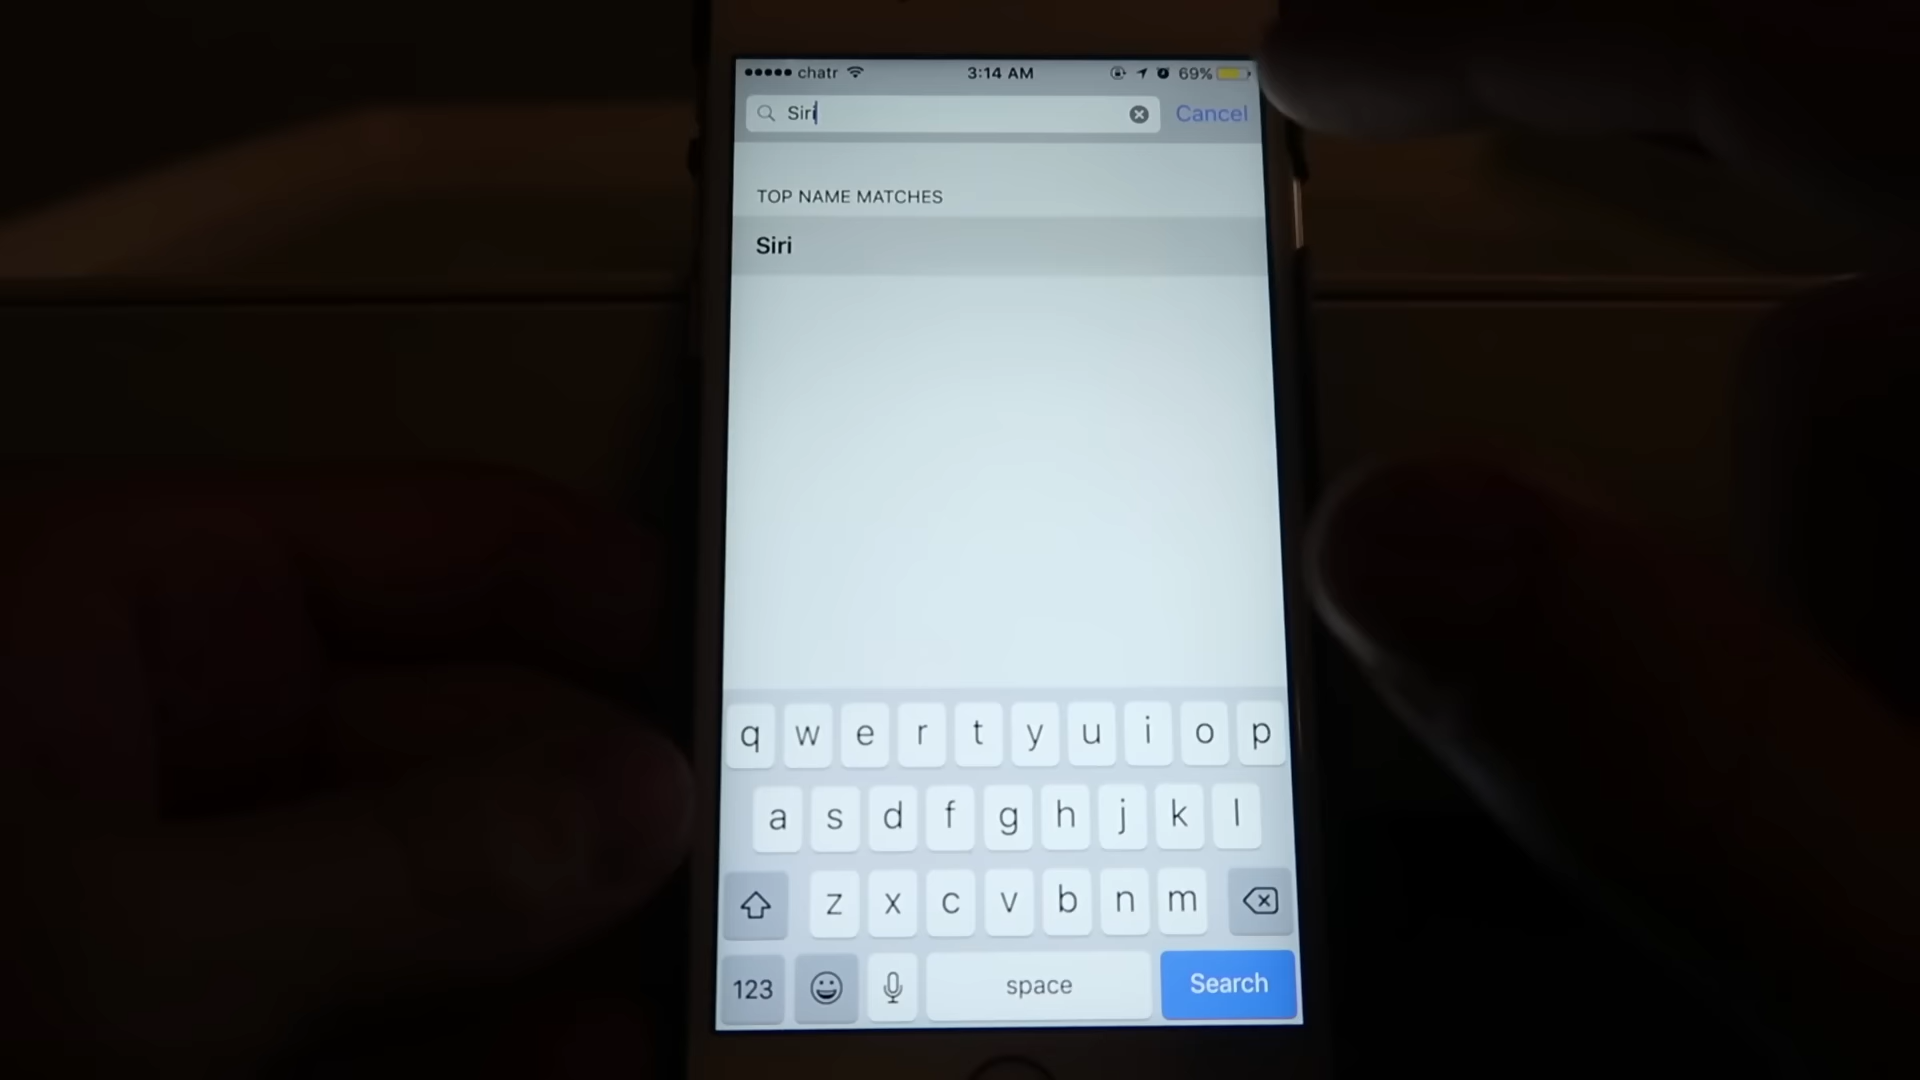 chatr 3:14 AM 69%
Siri Cancel
TOP NAME MATCHES
Siri
q w e r t y u i o p
a s d f g h j k l
z x c v b n m
123 space Search